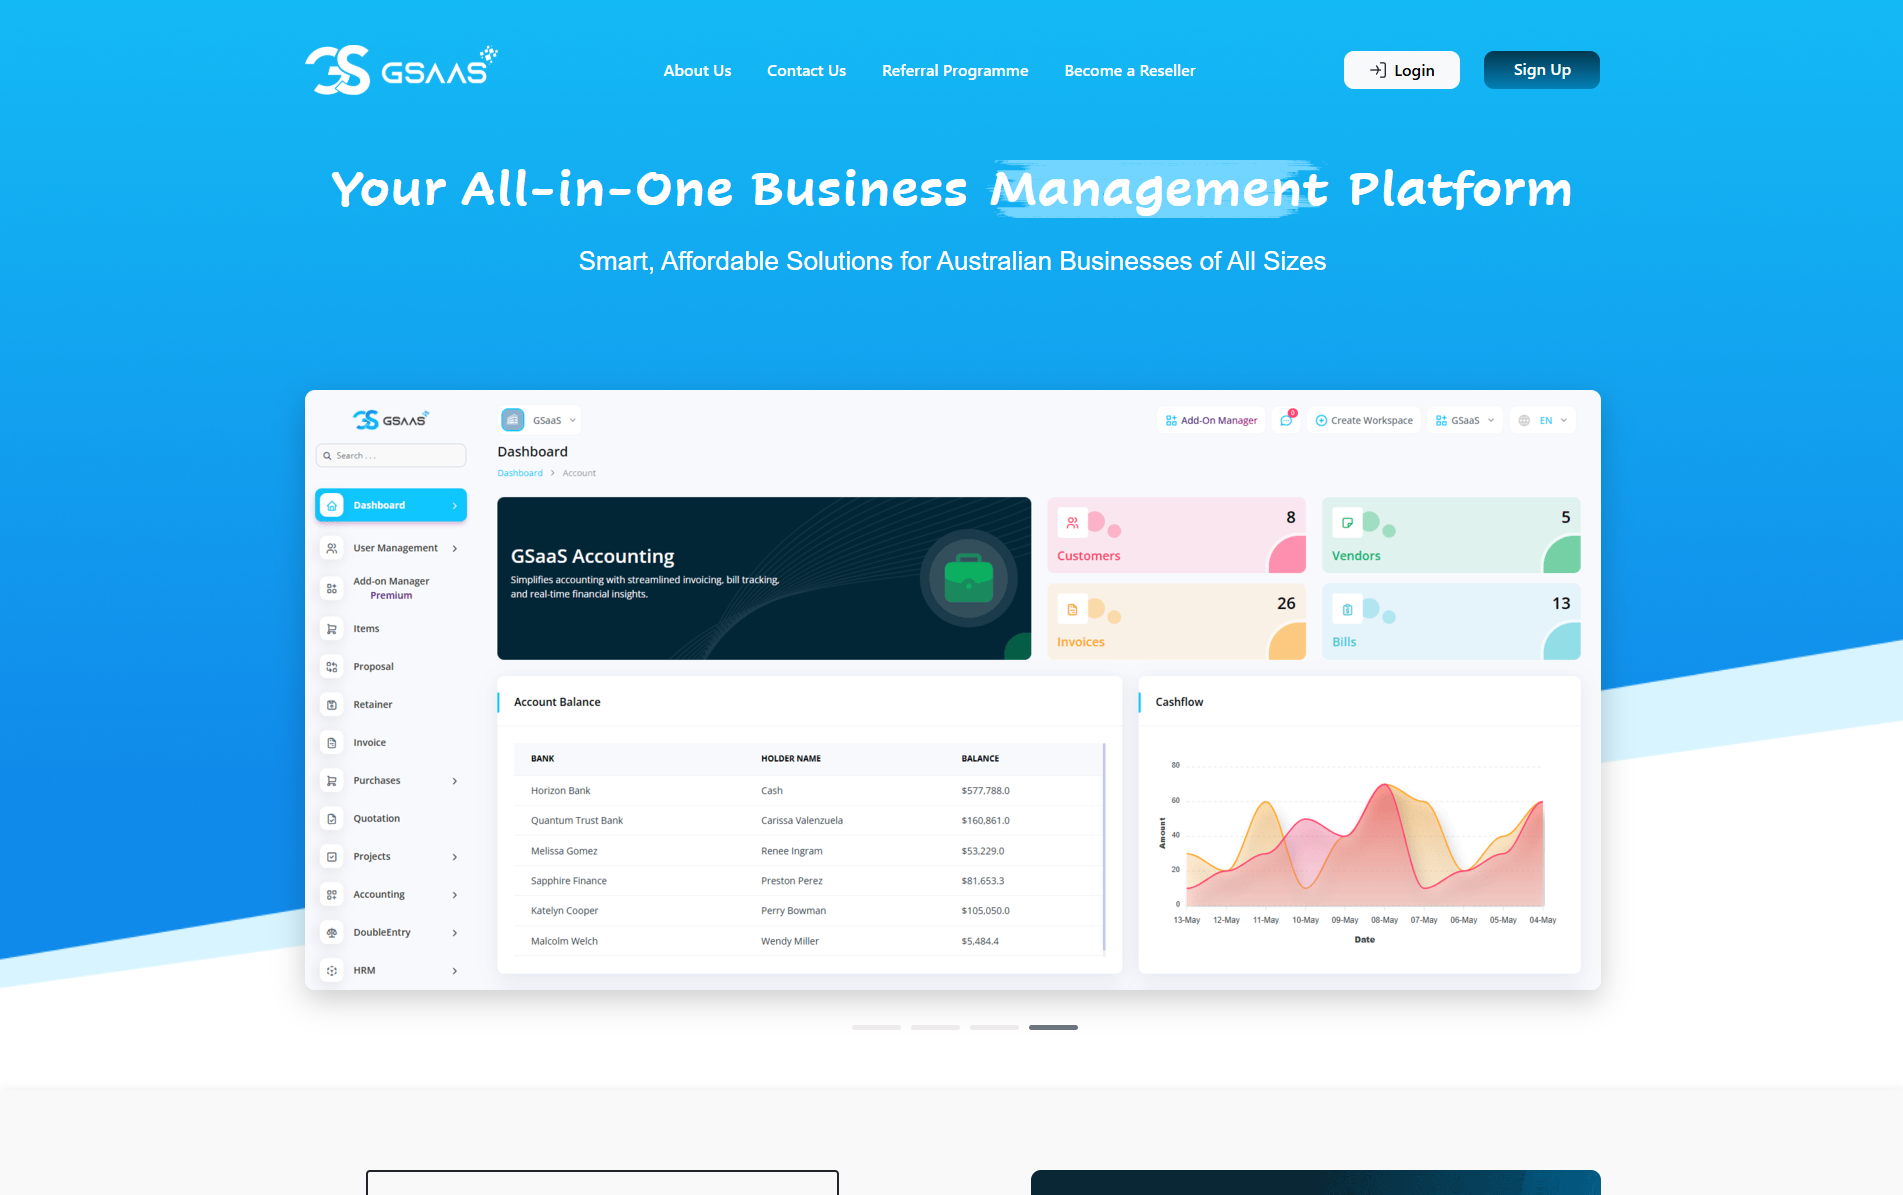 GSAAS
About Us
Contact Us
Referral Programme
Become a Reseller
Login
Sign Up
Your All-in-One Business Management Platform
Smart, Affordable Solutions for Australian Businesses of All Sizes
GSAAS
GSaaS
Add-On Manager
0
Create Workspace
GSaaS
EN
Search . . .
Dashboard
Dashboard > Account
Dashboard
User Management
Add-on Manager
Premium
Items
Proposal
Retainer
Invoice
Purchases
Quotation
Projects
Accounting
DoubleEntry
HRM
GSaaS Accounting
Simplifies accounting with streamlined invoicing, bill tracking,
and real-time financial insights.
8
Customers
5
Vendors
26
Invoices
13
Bills
Account Balance
BANK HOLDER NAME BALANCE
Horizon Bank Cash $577,788.0
Quantum Trust Bank Carissa Valenzuela $160,861.0
Melissa Gomez Renee Ingram $53,229.0
Sapphire Finance Preston Perez $81,653.3
Katelyn Cooper Perry Bowman $105,050.0
Malcolm Welch Wendy Miller $5,484.4
Cashflow
80
60
40
20
0
Amount
13-May 12-May 11-May 10-May 09-May 08-May 07-May 06-May 05-May 04-May
Date